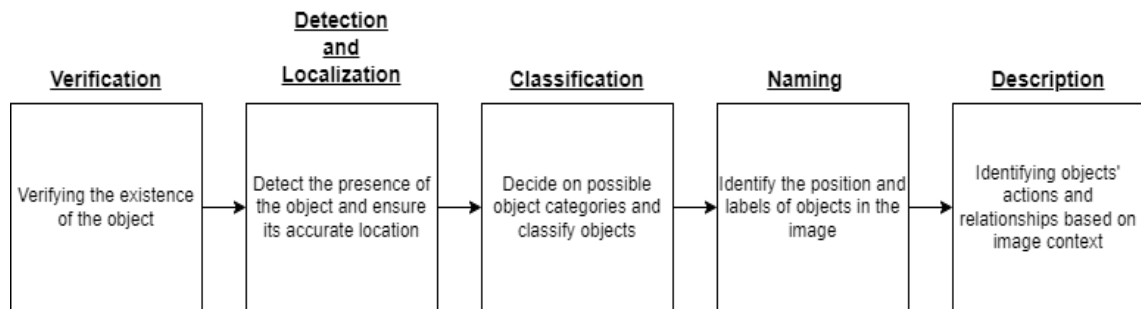 Verification
Verifying the existence
of the object
Detection
and
Localization
Detect the presence of
the object and ensure
its accurate location
Classification
Decide on possible
object categories and
classify objects
Naming
Identify the position and
labels of objects in the
image
Description
Identifying objects'
actions and
relationships based on
image context